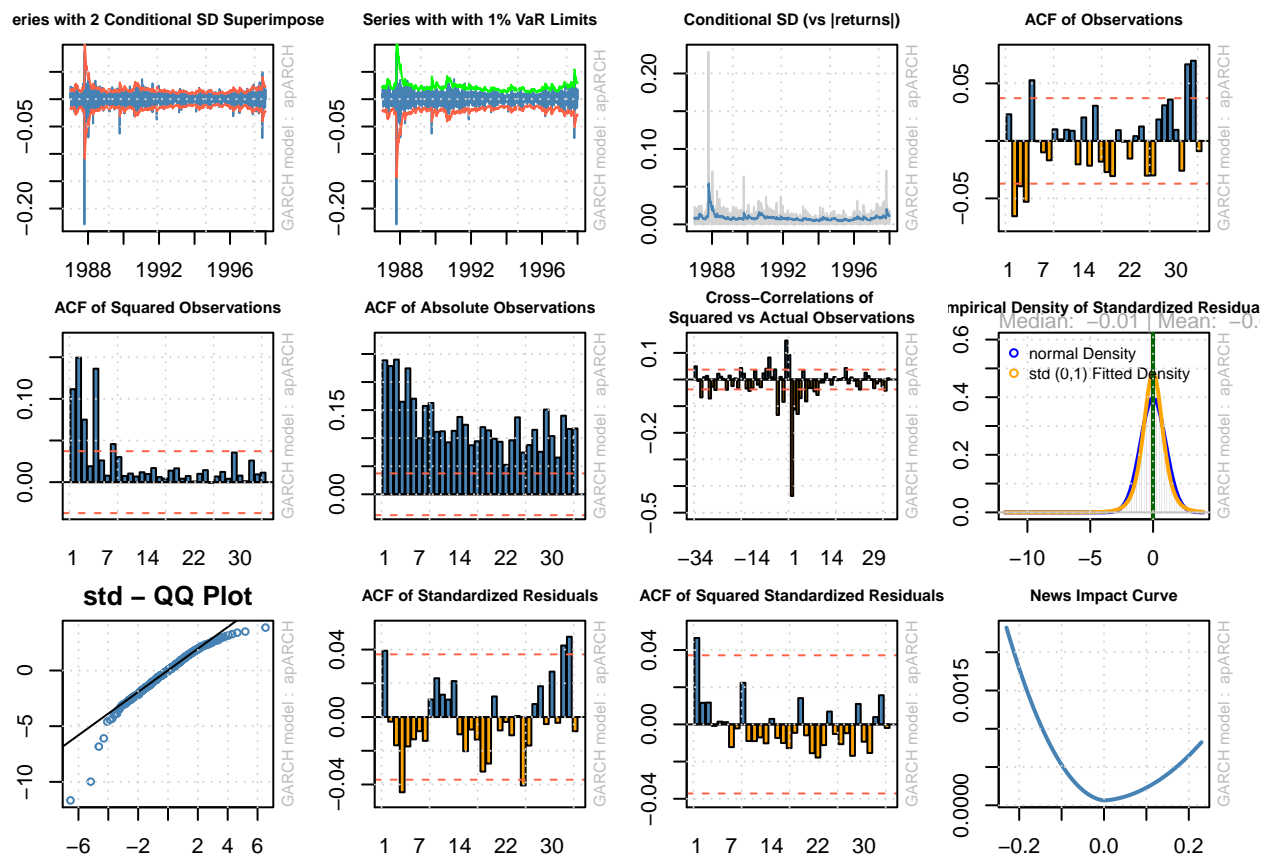 eries with 2 Conditional SD Superimpose
−0.20
−0.05
1988
1992
1996
GARCH model : apARCH
Series with with 1% VaR Limits
−0.20
−0.05
1988
1992
1996
GARCH model : apARCH
Conditional SD (vs |returns|)
0.00
0.10
0.20
1988
1992
1996
GARCH model : apARCH
ACF of Observations
−0.05
0.05
1
7
14
22
30
GARCH model : apARCH
ACF of Squared Observations
0.00
0.10
1
7
14
22
30
GARCH model : apARCH
ACF of Absolute Observations
0.00
0.15
1
7
14
22
30
GARCH model : apARCH
Cross−Correlations of
Squared vs Actual Observations
−0.5
−0.2
0.1
−34
−14
1
14
29
GARCH model : apARCH
mpirical Density of Standardized Residua
Median: −0.01 | Mean: −0.
normal Density
std (0,1) Fitted Density
0.0
0.2
0.4
0.6
−10
−5
0
GARCH model : apARCH
std − QQ Plot
−10
−5
0
−6
−2
2
4
6
GARCH model : apARCH
ACF of Standardized Residuals
−0.04
0.00
0.04
1
7
14
22
30
GARCH model : apARCH
ACF of Squared Standardized Residuals
−0.04
0.00
0.04
1
7
14
22
30
GARCH model : apARCH
News Impact Curve
0.0000
0.0015
−0.2
0.0
0.2
GARCH model : apARCH